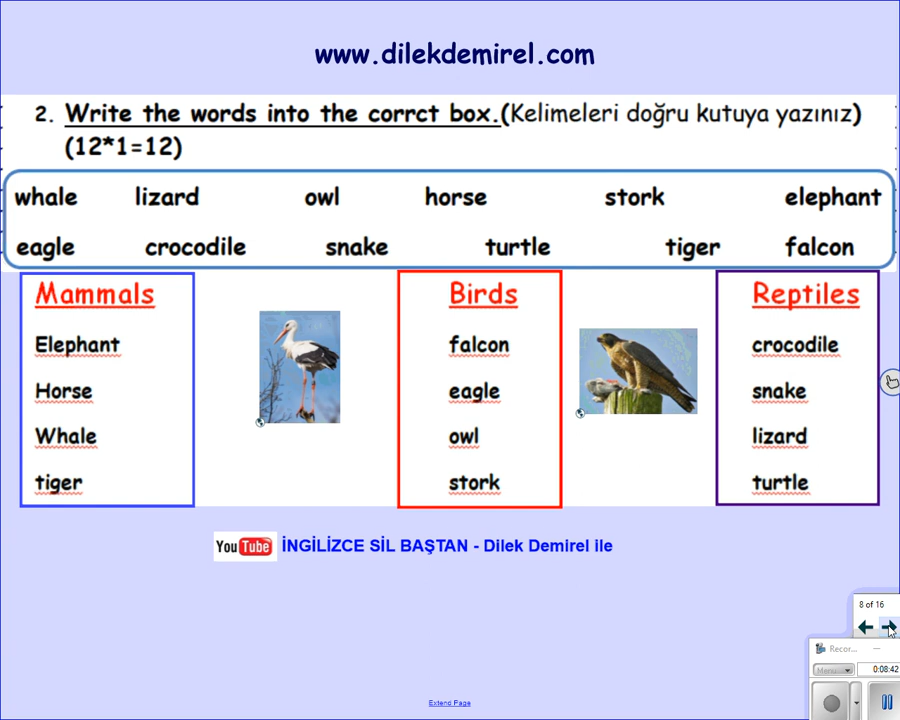 www.dilekdemirel.com
2. Write the words into the corrct box.(Kelimeleri doğru kutuya yazınız)
(12*1=12)
whale lizard owl horse stork elephant
eagle crocodile snake turtle tiger falcon
Mammals Birds Reptiles
Elephant falcon crocodile
Horse eagle snake
Whale owl lizard
tiger stork turtle
YouTube İNGİLİZCE SİL BAŞTAN - Dilek Demirel ile
8 of 16
Recor...
Menu 0:08:42
Extend Page